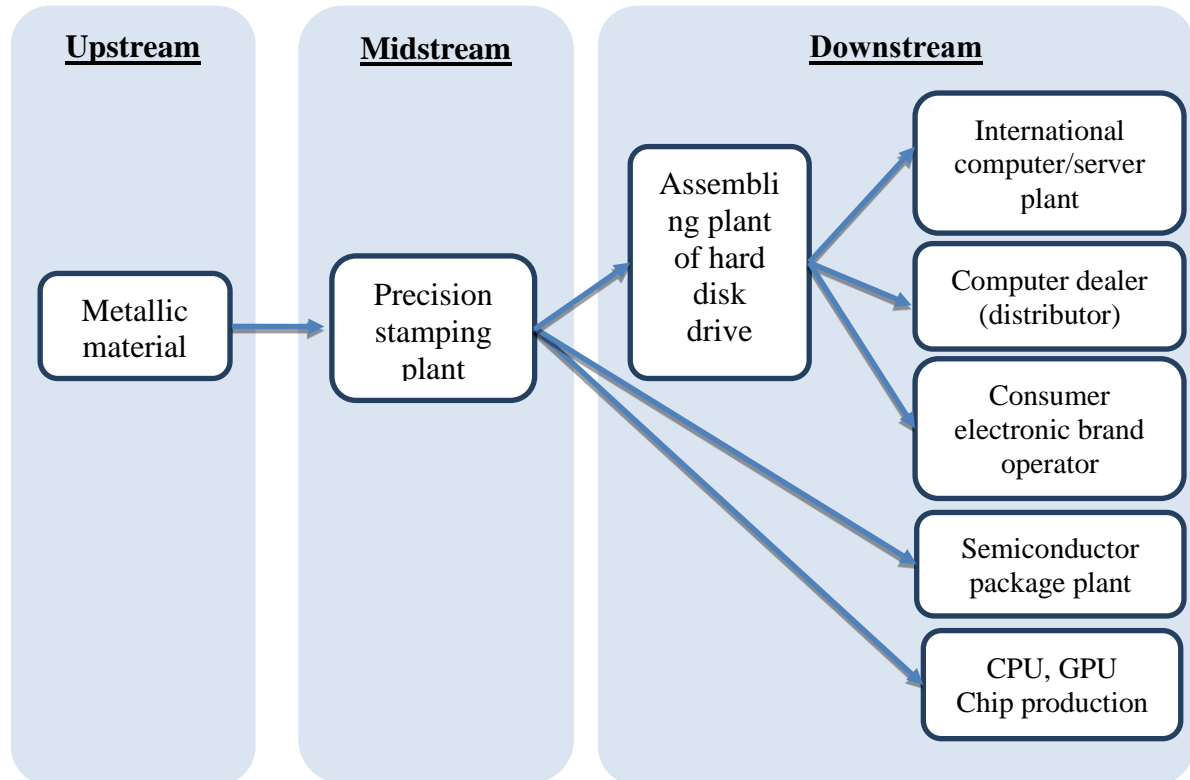 Upstream
Midstream
Downstream
Metallic
material
Precision
stamping
plant
Assembli
ng plant
of hard
disk
drive
International
computer/server
plant
Computer dealer
(distributor)
Consumer
electronic brand
operator
Semiconductor
package plant
CPU, GPU
Chip production